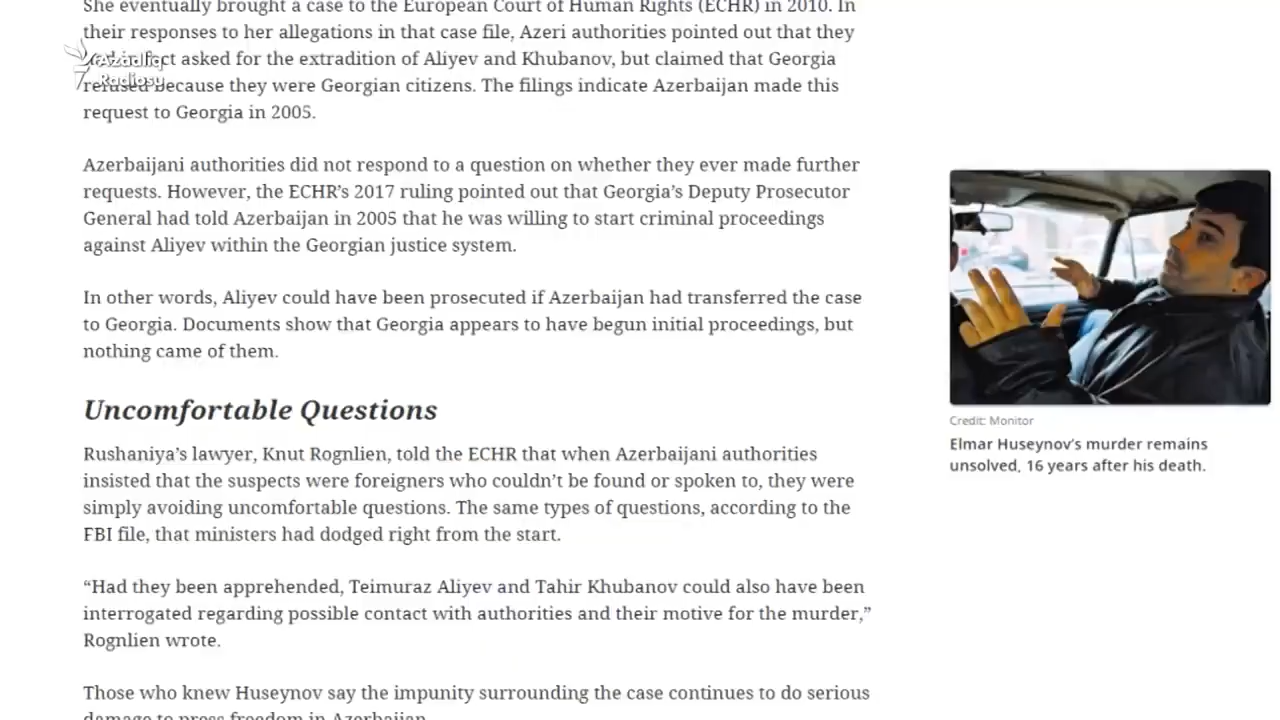 She eventually brought a case to the European Court of Human Rights (ECHR) in 2010. In
their responses to her allegations in that case file, Azeri authorities pointed out that they
Azadlıq
asked for the extradition of Aliyev and Khubanov, but claimed that Georgia
Radiosu
refused because they were Georgian citizens. The filings indicate Azerbaijan made this
request to Georgia in 2005.
Azerbaijani authorities did not respond to a question on whether they ever made further
requests. However, the ECHR’s 2017 ruling pointed out that Georgia’s Deputy Prosecutor
General had told Azerbaijan in 2005 that he was willing to start criminal proceedings
against Aliyev within the Georgian justice system.
In other words, Aliyev could have been prosecuted if Azerbaijan had transferred the case
to Georgia. Documents show that Georgia appears to have begun initial proceedings, but
nothing came of them.
Uncomfortable Questions
Rushaniya’s lawyer, Knut Rognlien, told the ECHR that when Azerbaijani authorities
insisted that the suspects were foreigners who couldn’t be found or spoken to, they were
simply avoiding uncomfortable questions. The same types of questions, according to the
FBI file, that ministers had dodged right from the start.
“Had they been apprehended, Teimuraz Aliyev and Tahir Khubanov could also have been
interrogated regarding possible contact with authorities and their motive for the murder,”
Rognlien wrote.
Those who knew Huseynov say the impunity surrounding the case continues to do serious
damage to press freedom in Azerbaijan.
Credit: Monitor
Elmar Huseynov’s murder remains
unsolved, 16 years after his death.